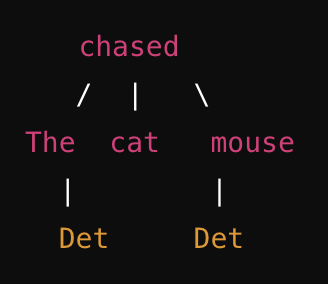 chased
/ | \
The cat mouse
| |
Det Det